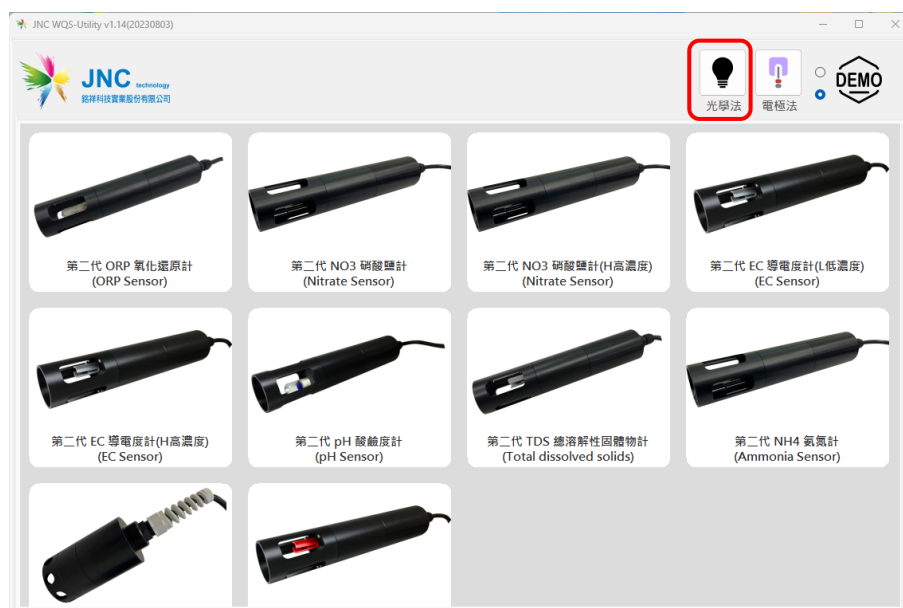 JNC WQS-Utility v1.14(20230803)
JNC technology
銘祥科技實業股份有限公司
光學法
電極法
DEMO
第二代 ORP 氧化還原計
(ORP Sensor)
第二代 NO3 硝酸鹽計
(Nitrate Sensor)
第二代 NO3 硝酸鹽計(H高濃度)
(Nitrate Sensor)
第二代 EC 導電度計(L低濃度)
(EC Sensor)
第二代 EC 導電度計(H高濃度)
(EC Sensor)
第二代 pH 酸鹼度計
(pH Sensor)
第二代 TDS 總溶解性固體物計
(Total dissolved solids)
第二代 NH4 氨氮計
(Ammonia Sensor)